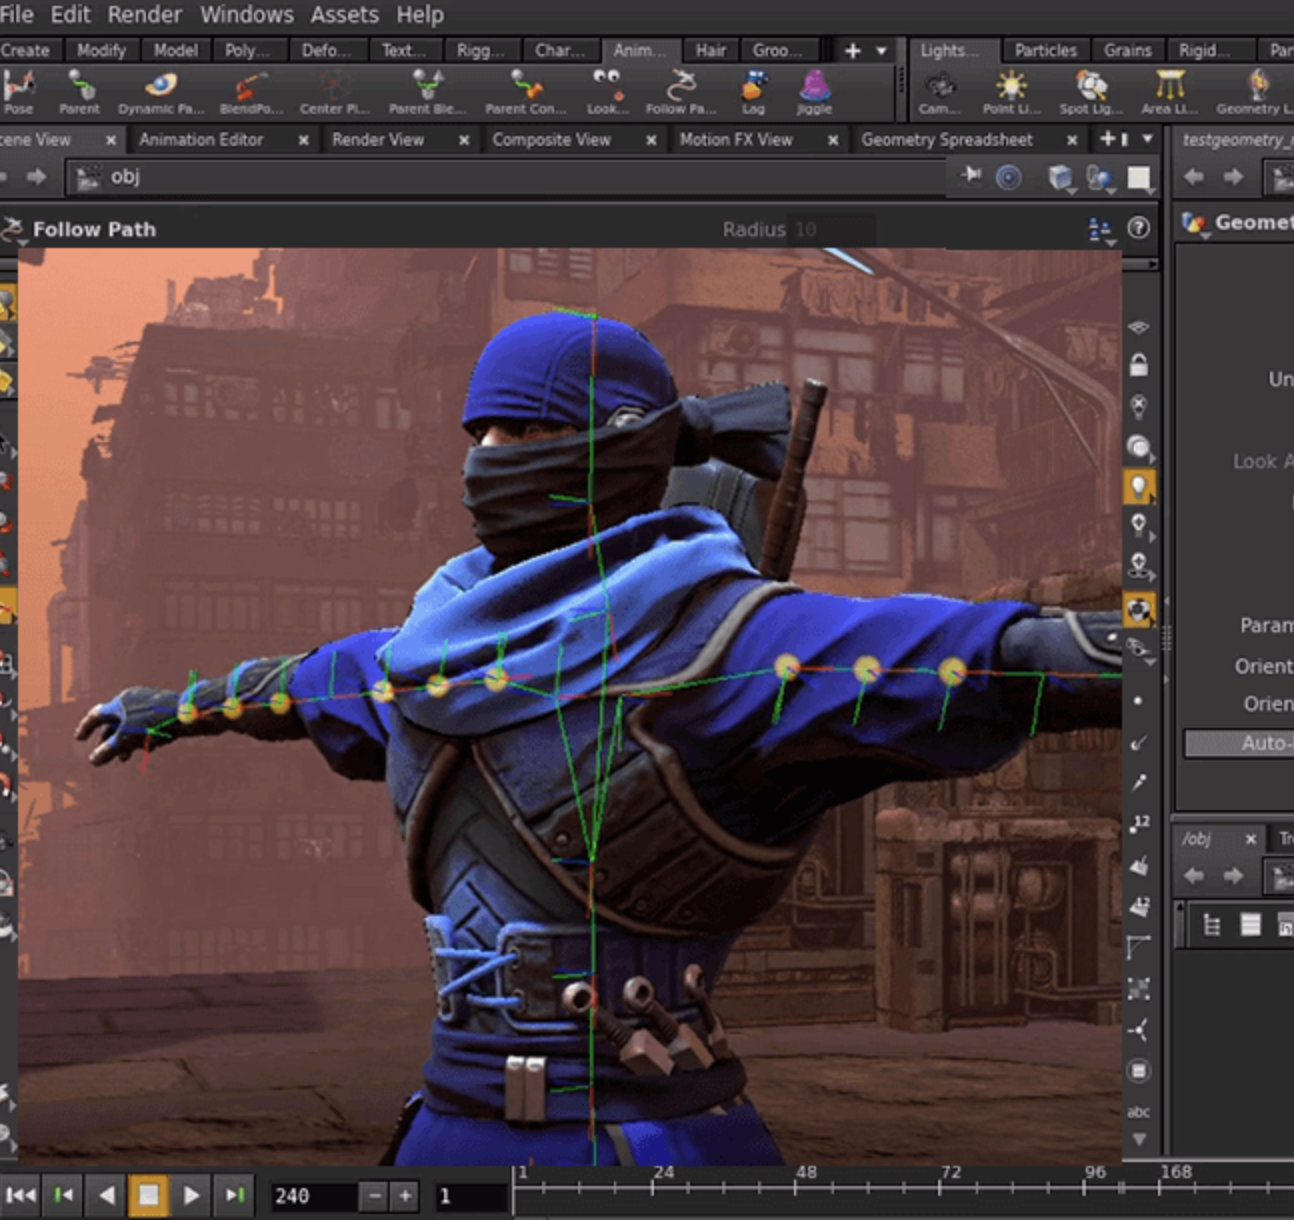 File Edit Render Windows Assets Help
Create Modify Model Poly... Defo... Text... Rigg... Char... Anim... Hair Groo... Lights... Particles Grains Rigid... Par
Pose Parent Dynamic Pa... BlendPo... Center Pi... Parent Ble... Parent Con... Look... Follow Pa... Lag Jiggle Cam... Point Li... Spot Lig... Area Li... Geometry L...
cene View Animation Editor Render View Composite View Motion FX View Geometry Spreadsheet testgeometry_
obj
Follow Path Radius 10
Geomet
Un
Look A
Param
Orient
Orien
Auto-
12
/obj Tr
12
abc
1 24 48 72 96 168
240 1